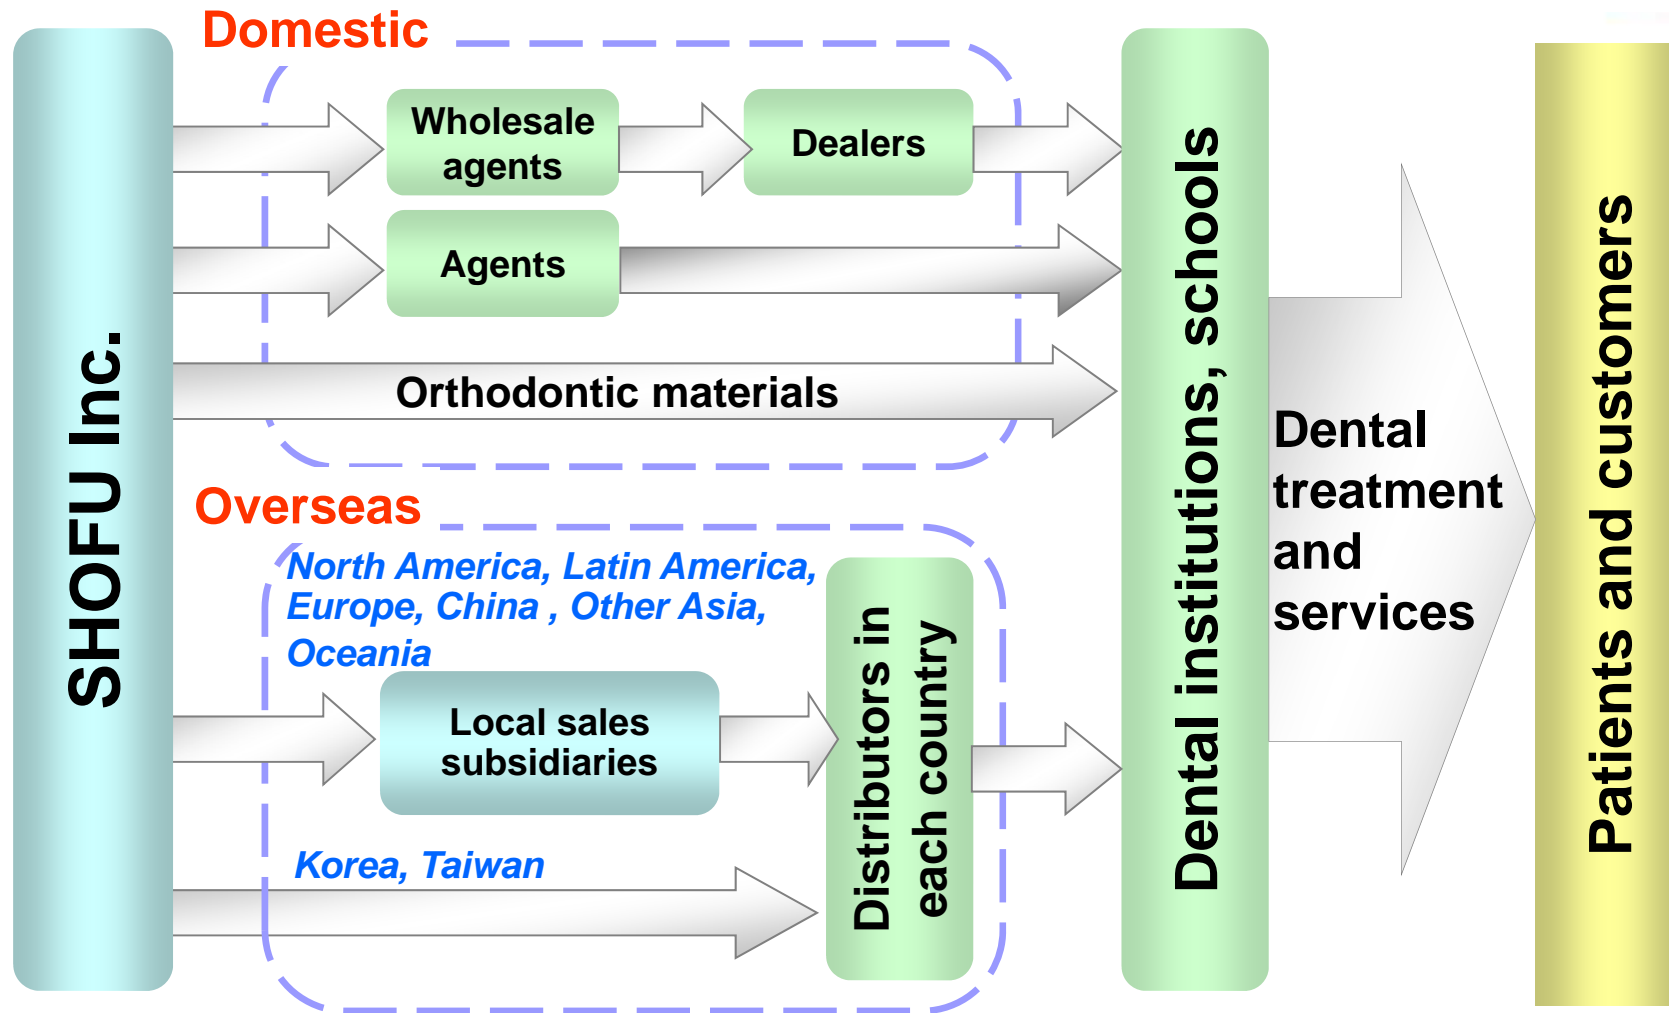 Domestic
SHOFU Inc.
Wholesale
agents
Dealers
Agents
Orthodontic materials
Overseas
North America, Latin America,
Europe, China , Other Asia,
Oceania
Local sales
subsidiaries
Korea, Taiwan
Distributors in
each country
Dental institutions, schools
Dental
treatment
and
services
Patients and customers